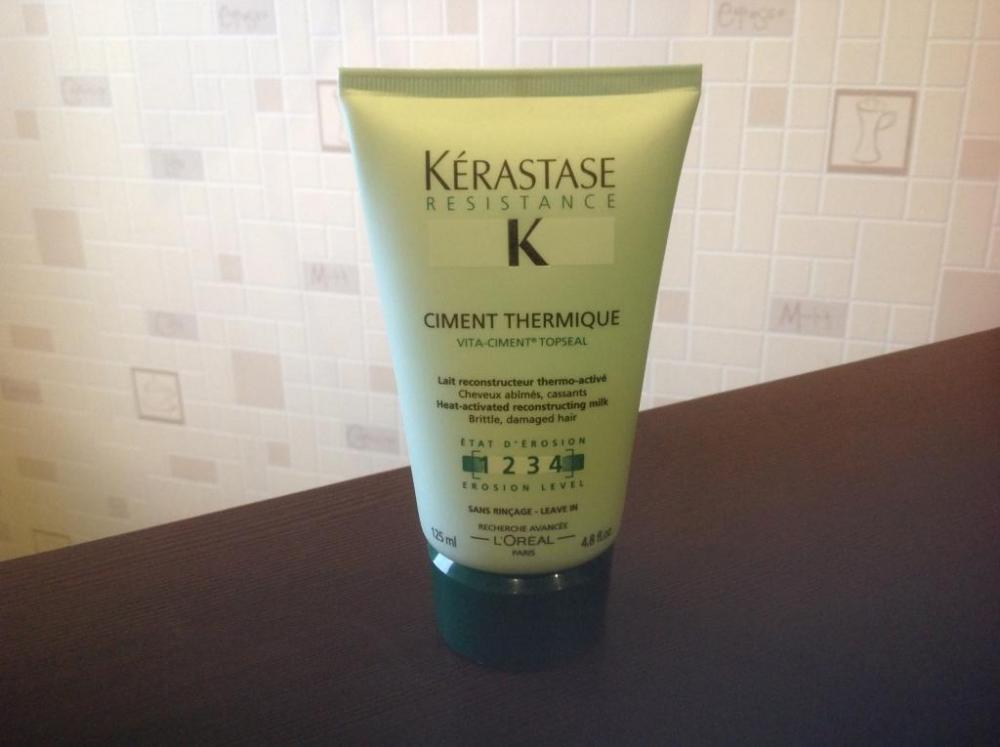 KÉRASTASE
RESISTANCE
K
CIMENT THERMIQUE
VITA-CIMENT® TOPSEAL
Lait reconstructeur thermo-activé
Cheveux abîmés, cassants
Heat-activated reconstructing milk
Brittle, damaged hair
ÉTAT D'ÉROSION
[1 2 3 4]
EROSION LEVEL
SANS RINÇAGE - LEAVE IN
RECHERCHE AVANCÉE
125 ml — L'ORÉAL — 4.8 fl.oz
PARIS